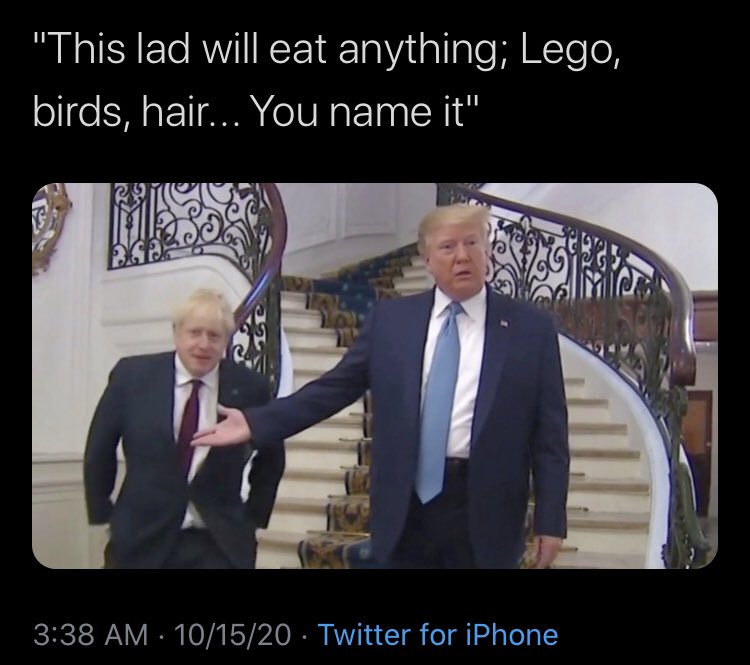 "This lad will eat anything; Lego,
birds, hair... You name it"
3:38 AM · 10/15/20 · Twitter for iPhone